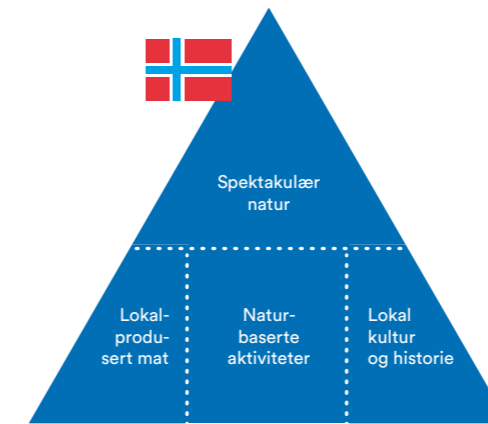 Spektakulær
natur
Lokal-
produ-
sert mat
Natur-
baserte
aktiviteter
Lokal
kultur
og historie